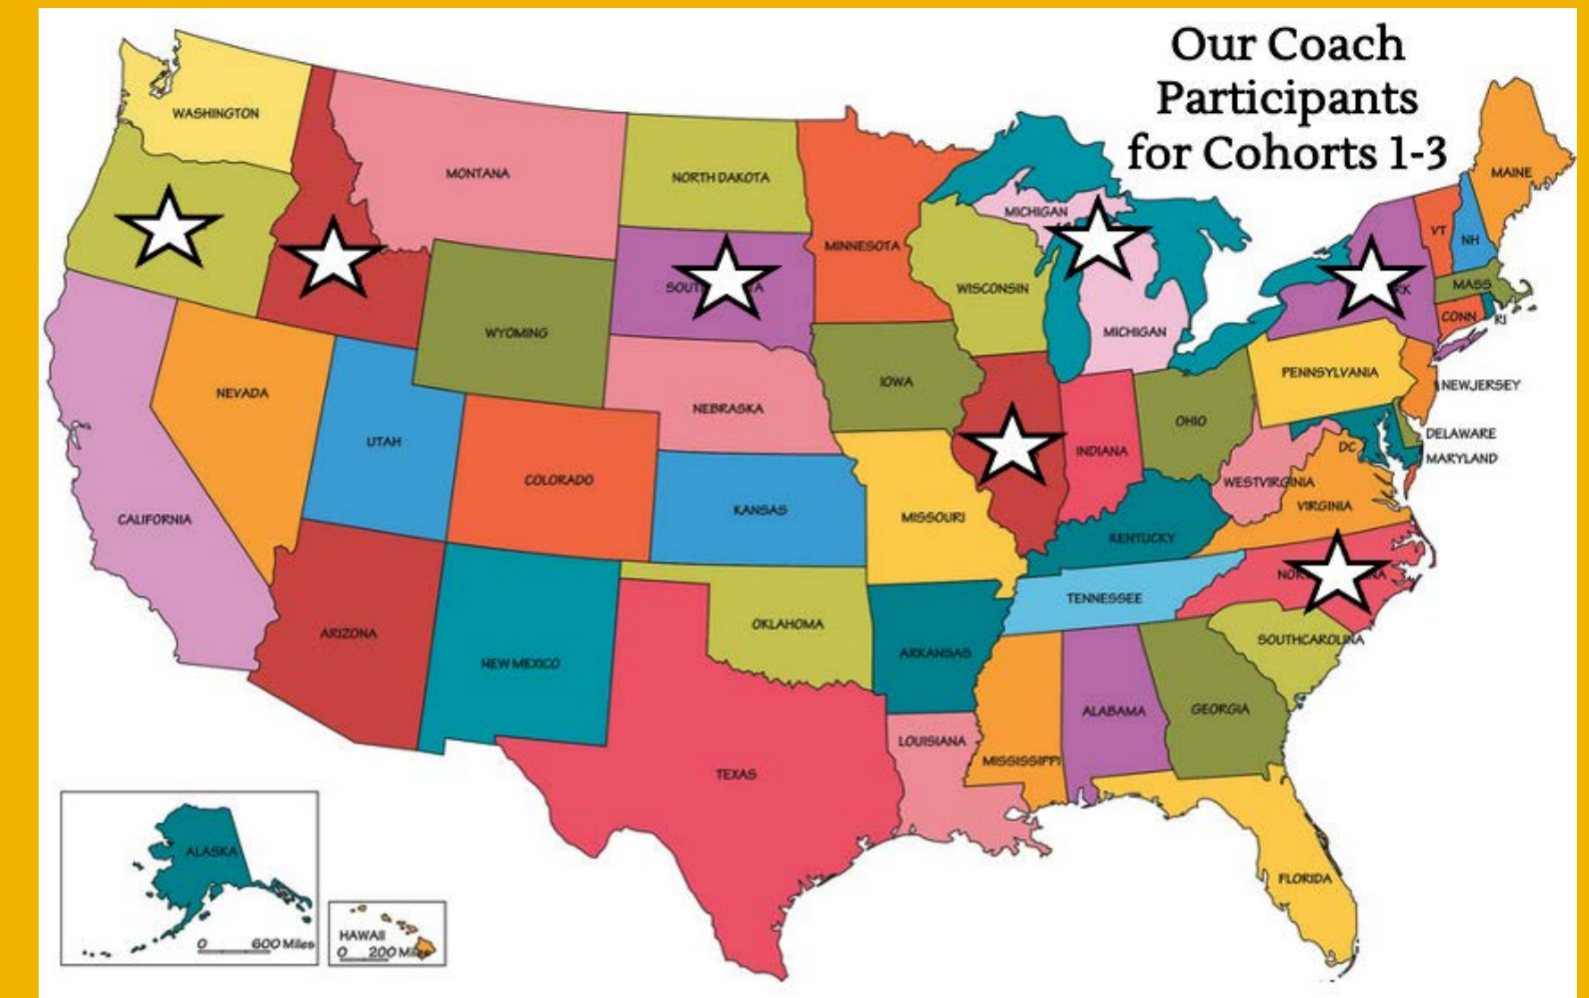 Our Coach
Participants
for Cohorts 1-3
WASHINGTON
MONTANA
NORTH DAKOTA
MINNESOTA
MICHIGAN
MAINE
VT
NH
WISCONSIN
MASS
CONN
RI
WYOMING
MICHIGAN
NEVADA
IOWA
PENNSYLVANIA
NEW JERSEY
NEBRASKA
UTAH
INDIANA
OHIO
DELAWARE
DC
MARYLAND
COLORADO
CALIFORNIA
KANSAS
MISSOURI
WESTVIRGINIA
VIRGINIA
KENTUCKY
TENNESSEE
ARIZONA
NEW MEXICO
OKLAHOMA
ARKANSAS
SOUTHCAROLINA
ALABAMA
GEORGIA
LOUISIANA
MISSISSIPPI
TEXAS
ALASKA
FLORIDA
HAWAII
0 600 Miles
0 200 Miles